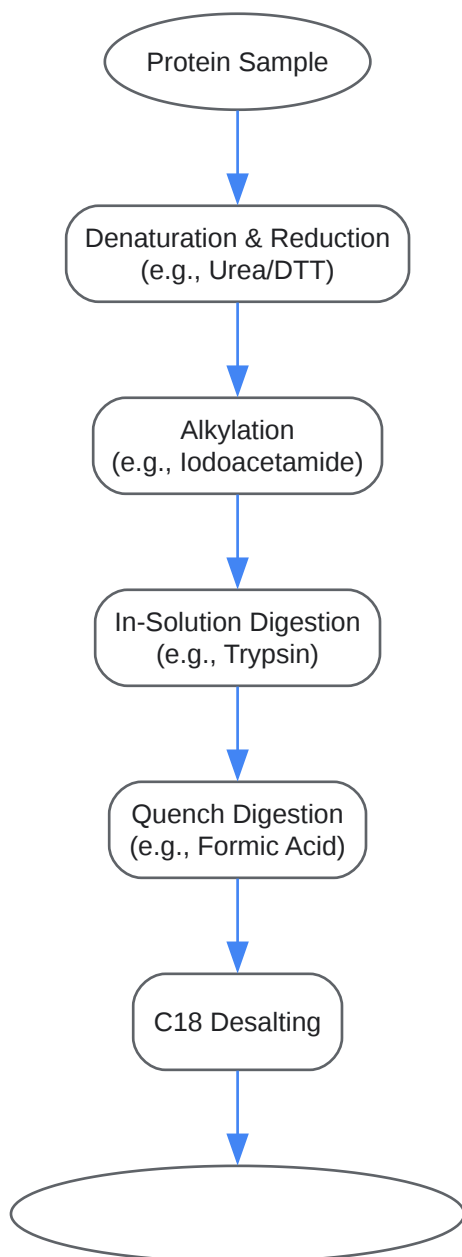 Protein Sample
Denaturation & Reduction
(e.g., Urea/DTT)
Alkylation
(e.g., Iodoacetamide)
In-Solution Digestion
(e.g., Trypsin)
Quench Digestion
(e.g., Formic Acid)
C18 Desalting